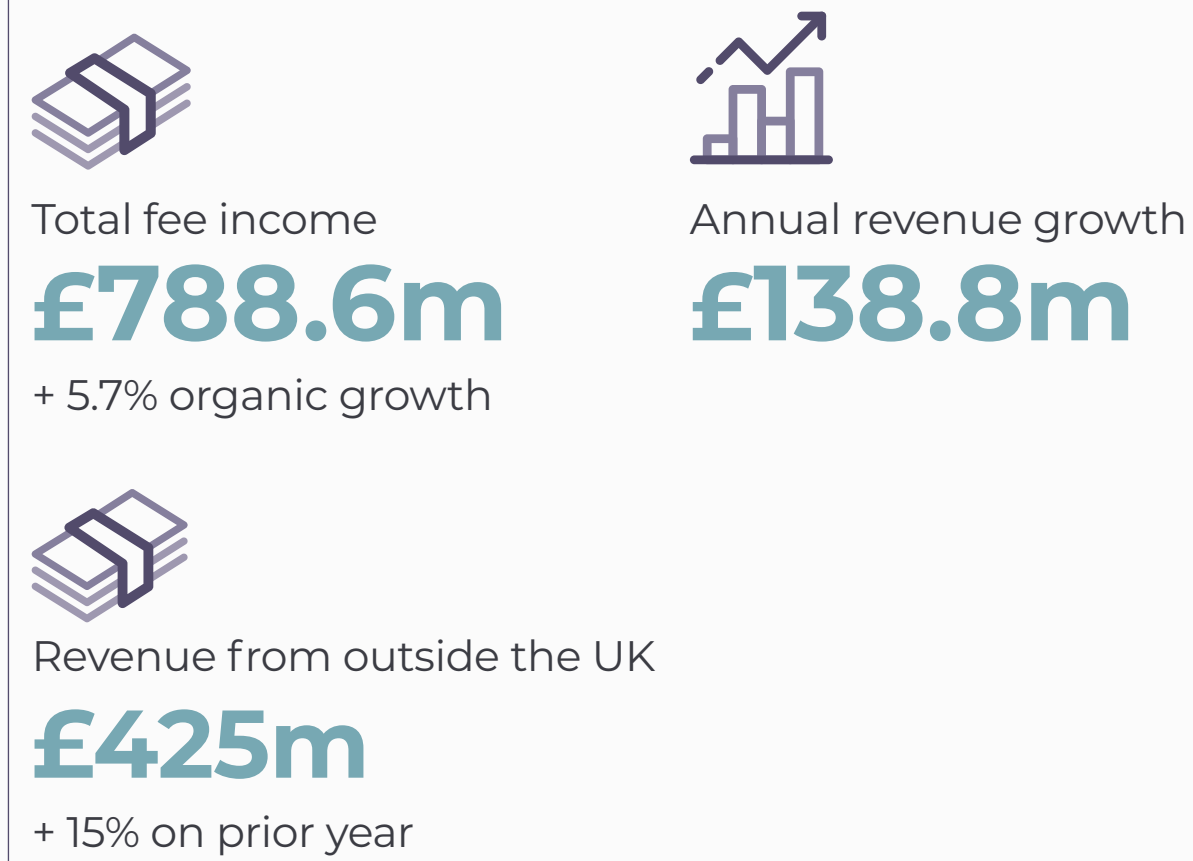 Total fee income
£788.6m
+ 5.7% organic growth
Annual revenue growth
£138.8m
Revenue from outside the UK
£425m
+ 15% on prior year